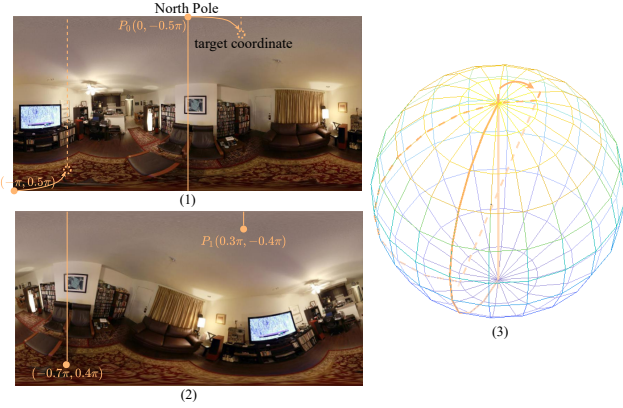 North Pole
P₀(0, −0.5π)
target coordinate
(−π, 0.5π)
(1)
P₁(0.3π, −0.4π)
(−0.7π, 0.4π)
(2)
(3)